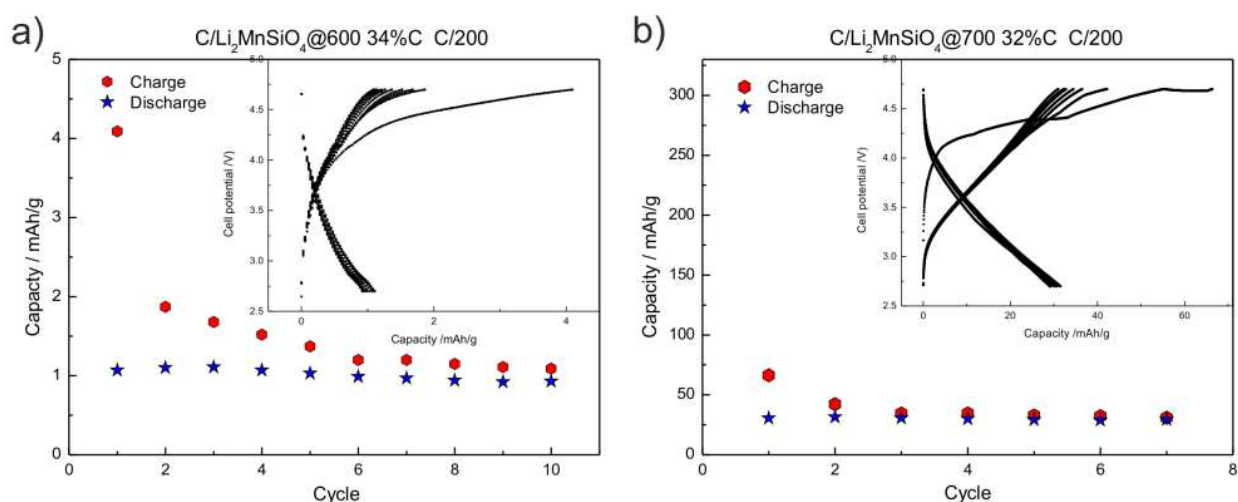 a)
C/Li₂MnSiO₄@600 34%C C/200
Charge
Discharge
Capacty / mAh/g
5
4
3
2
1
0
0 2 4 6 8 10
Cycle
Cell potential /V
5.0
4.5
4.0
3.5
3.0
2.5
0 2 4
Capacity /mAh/g
b)
C/Li₂MnSiO₄@700 32%C C/200
Charge
Discharge
Capacty / mAh/g
300
250
200
150
100
50
0
0 2 4 6 8
Cycle
Cell potential /V
5.0
4.5
4.0
3.5
3.0
2.5
0 20 40 60
Capacity /mAh/g